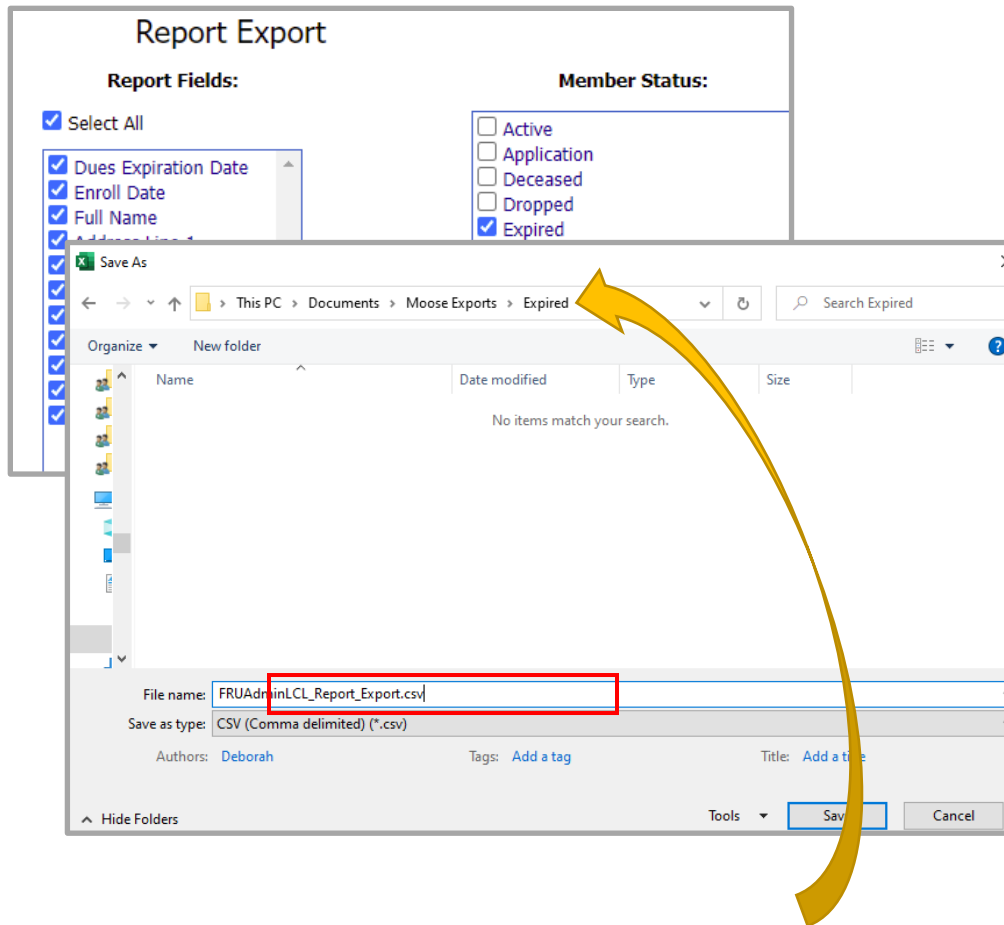 Report Export
Report Fields:
Member Status:
Select All
Dues Expiration Date
Enroll Date
Full Name
Active
Application
Deceased
Dropped
Expired
Save As
This PC > Documents > Moose Exports > Expired
Search Expired
Organize
New folder
Name
Date modified
Type
Size
No items match your search.
File name:
FRUAdminLCL_Report_Export.csv
Save as type:
CSV (Comma delimited) (*.csv)
Authors: Deborah
Tags: Add a tag
Title: Add a title
Hide Folders
Tools
Save
Cancel